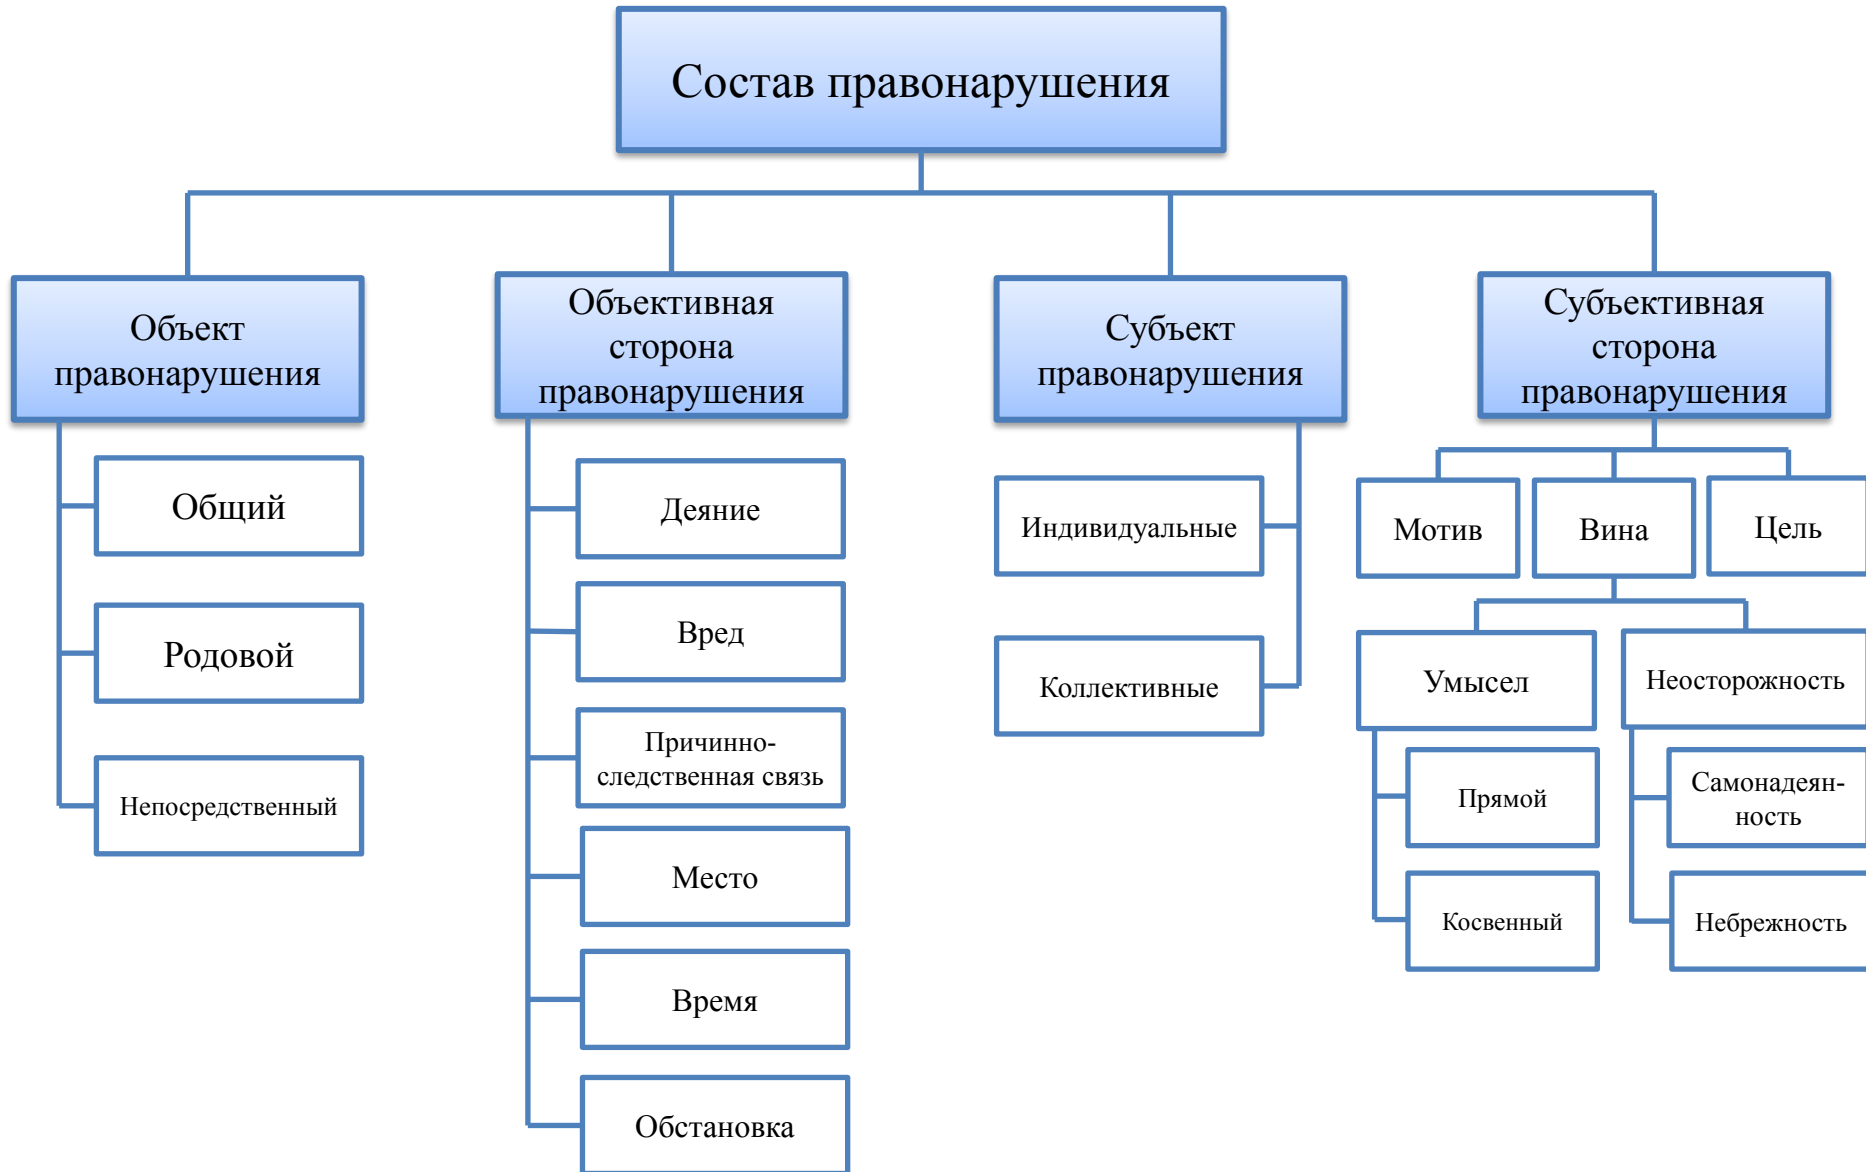 Состав правонарушения
Объект
правонарушения
Общий
Родовой
Непосредственный
Объективная
сторона
правонарушения
Деяние
Вред
Причинно-
следственная связь
Место
Время
Обстановка
Субъект
правонарушения
Индивидуальные
Коллективные
Субъективная
сторона
правонарушения
Мотив
Вина
Цель
Умысел
Прямой
Косвенный
Неосторожность
Самонадеян-
ность
Небрежность